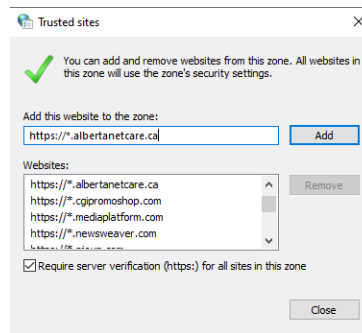 Trusted sites
You can add and remove websites from this zone. All websites in
this zone will use the zone's security settings.
Add this website to the zone:
https://*.albertanetcare.ca
Add
Websites:
https://*.albertanetcare.ca
Remove
https://*.cgipromoshop.com
https://*.mediaplatform.com
https://*.newsweaver.com
Require server verification (https:) for all sites in this zone
Close